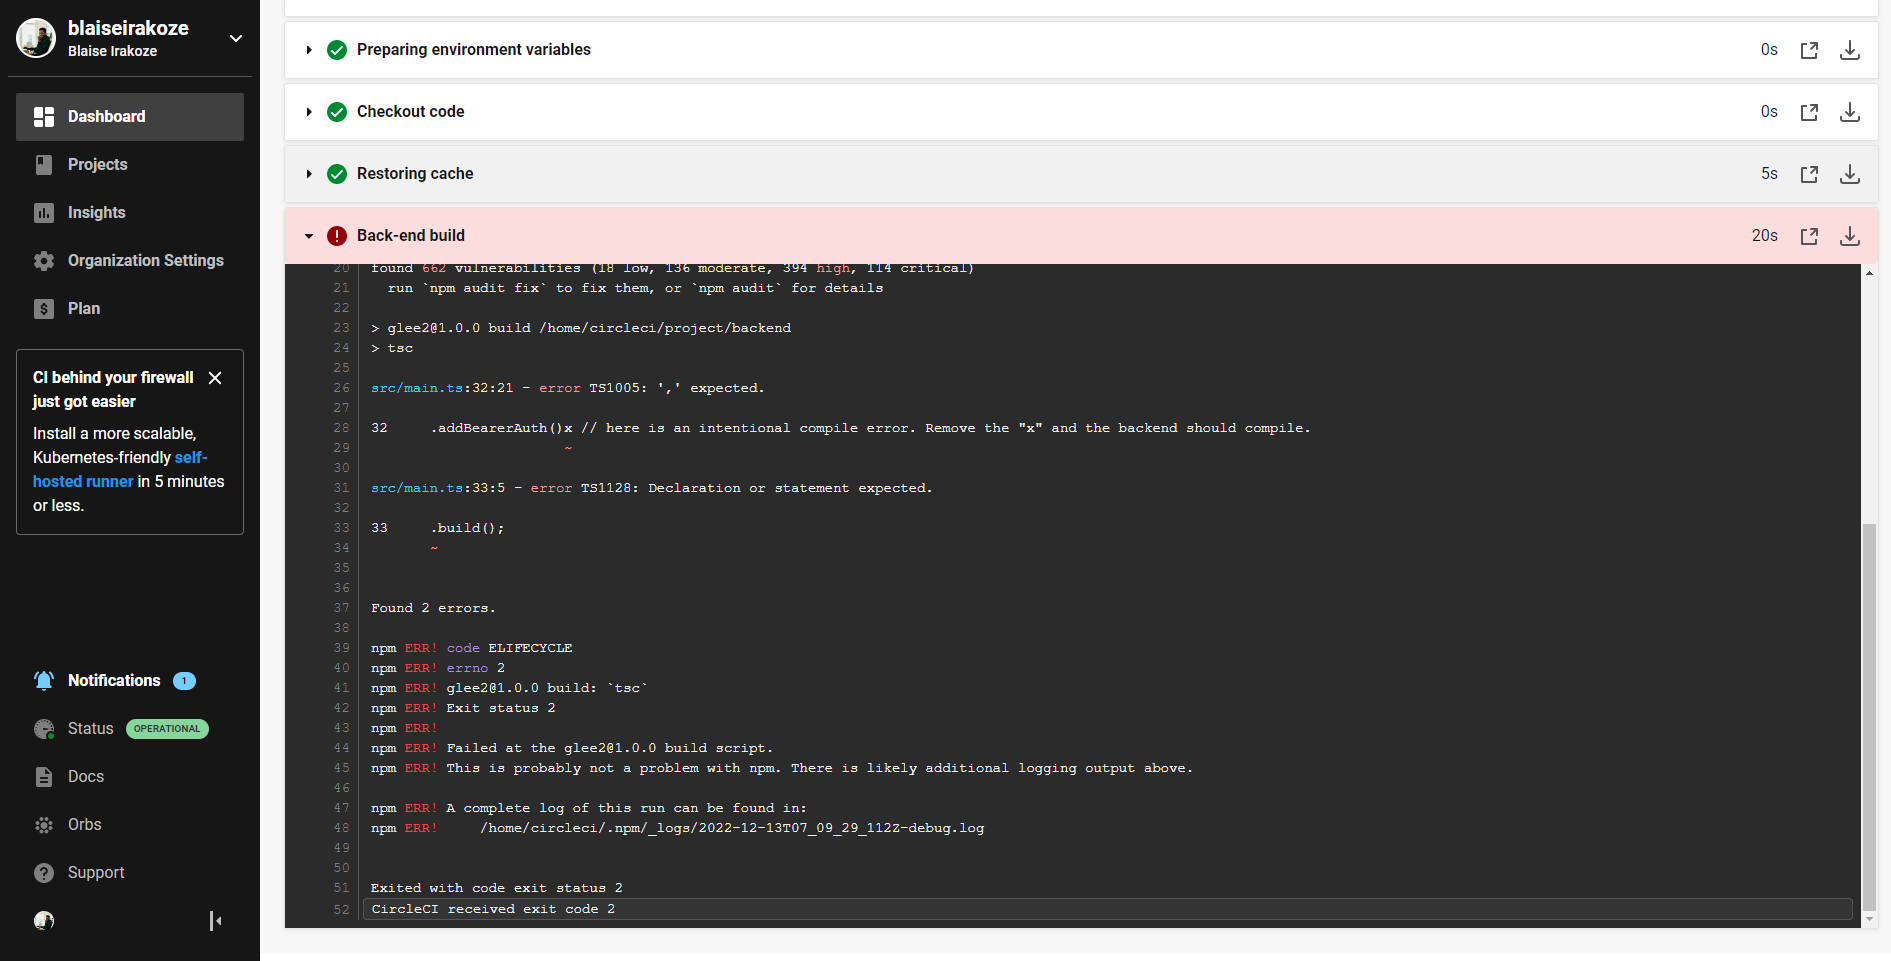 blaiseirakoze
Blaise Irakoze
Dashboard
Projects
Insights
Organization Settings
Plan
CI behind your firewall
just got easier
Install a more scalable,
Kubernetes-friendly self-
hosted runner in 5 minutes
or less.
Notifications 1
Status OPERATIONAL
Docs
Orbs
Support
Preparing environment variables 0s
Checkout code 0s
Restoring cache 5s
Back-end build 20s
20 found 662 vulnerabilities (18 low, 136 moderate, 394 high, 114 critical)
21 run `npm audit fix` to fix them, or `npm audit` for details
22
23 > glee2@1.0.0 build /home/circleci/project/backend
24 > tsc
25
26 src/main.ts:32:21 - error TS1005: ',' expected.
27
28 32 .addBearerAuth()x // here is an intentional compile error. Remove the "x" and the backend should compile.
29 ~
30
31 src/main.ts:33:5 - error TS1128: Declaration or statement expected.
32
33 33 .build();
34 ~
35
36
37 Found 2 errors.
38
39 npm ERR! code ELIFECYCLE
40 npm ERR! errno 2
41 npm ERR! glee2@1.0.0 build: `tsc`
42 npm ERR! Exit status 2
43 npm ERR!
44 npm ERR! Failed at the glee2@1.0.0 build script.
45 npm ERR! This is probably not a problem with npm. There is likely additional logging output above.
46
47 npm ERR! A complete log of this run can be found in:
48 npm ERR! /home/circleci/.npm/_logs/2022-12-13T07_09_29_112Z-debug.log
49
50
51 Exited with code exit status 2
52 CircleCI received exit code 2